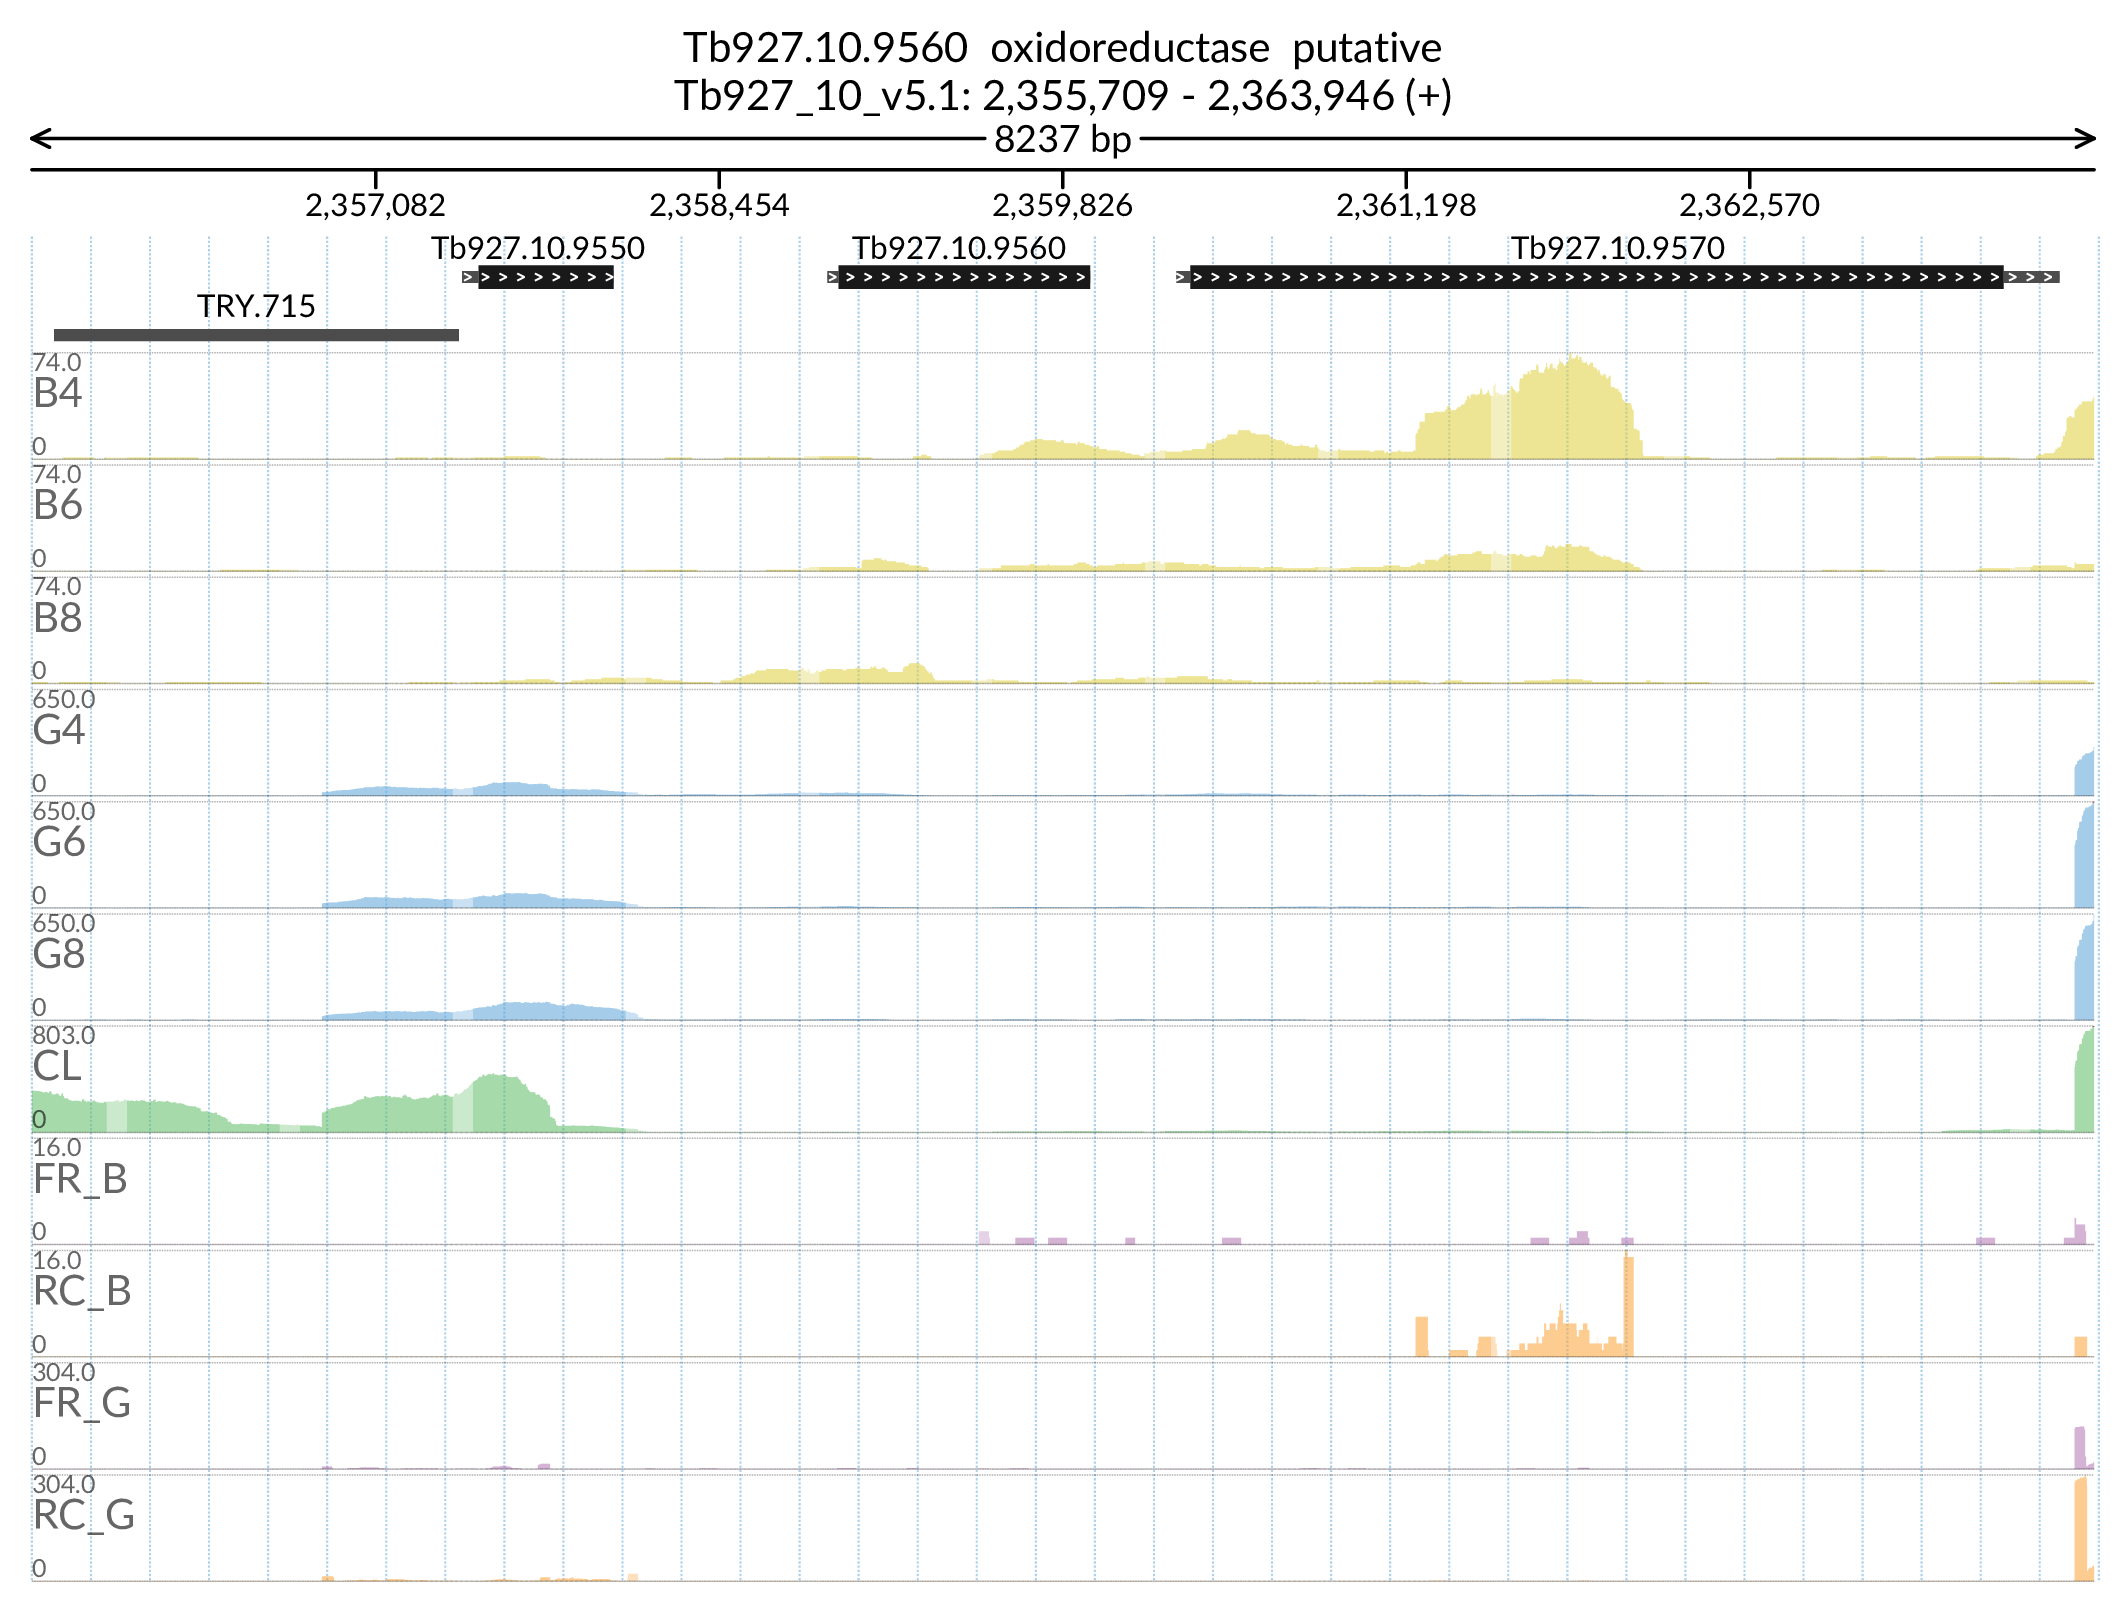 Tb927.10.9560 oxidoreductase putative
Tb927_10_v5.1: 2,355,709 - 2,363,946 (+)
8237 bp
2,357,082 2,358,454 2,359,826 2,361,198 2,362,570
Tb927.10.9550 Tb927.10.9560 Tb927.10.9570
TRY.715
74.0
B4
0
74.0
B6
0
74.0
B8
0
650.0
G4
0
650.0
G6
0
650.0
G8
0
803.0
CL
0
16.0
FR_B
0
16.0
RC_B
0
304.0
FR_G
0
304.0
RC_G
0